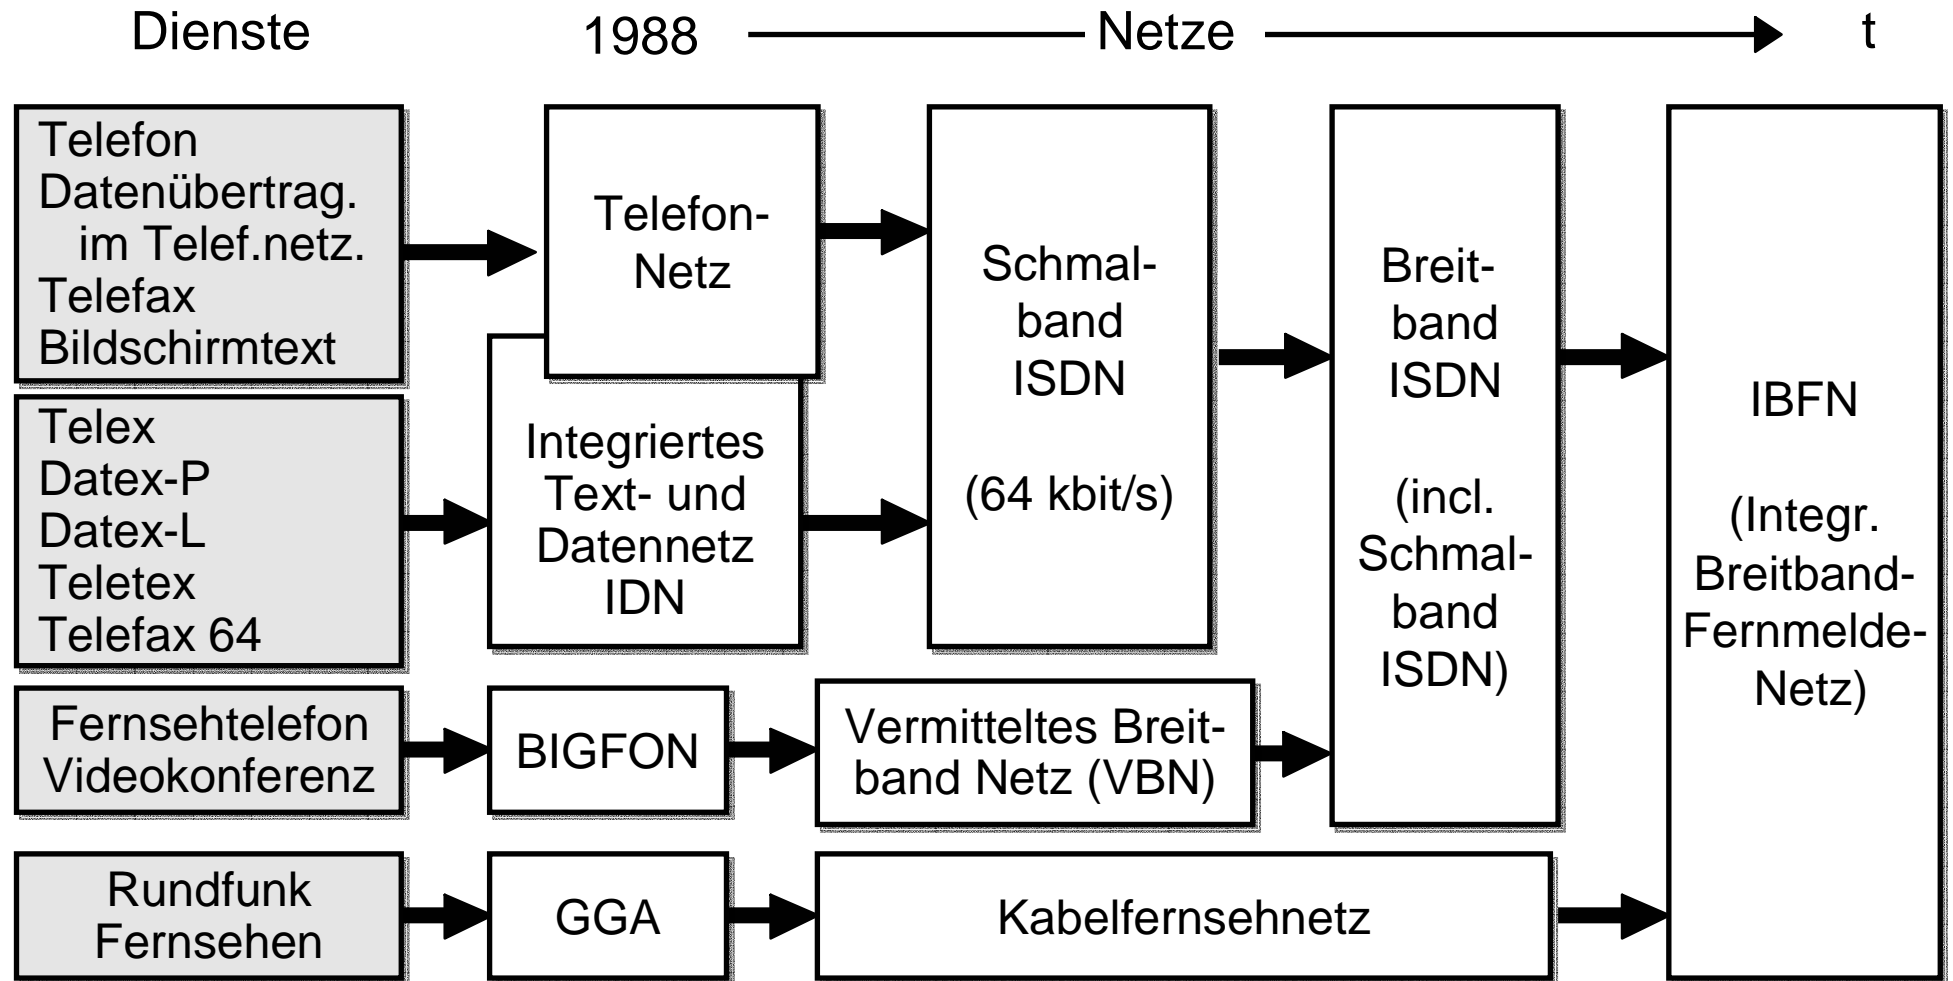 Dienste
1988
Netze
t
Telefon
Datenübertrag.
im Telef.netz.
Telefax
Bildschirmtext
Telex
Datex-P
Datex-L
Teletex
Telefax 64
Fernsehtelefon
Videokonferenz
Rundfunk
Fernsehen
Telefon-
Netz
Integriertes
Text- und
Datennetz
IDN
BIGFON
GGA
Schmal-
band
ISDN
(64 kbit/s)
Vermitteltes Breit-
band Netz (VBN)
Kabelfernsehnetz
Breit-
band
ISDN
(incl.
Schmal-
band
ISDN)
IBFN
(Integr.
Breitband-
Fernmelde-
Netz)